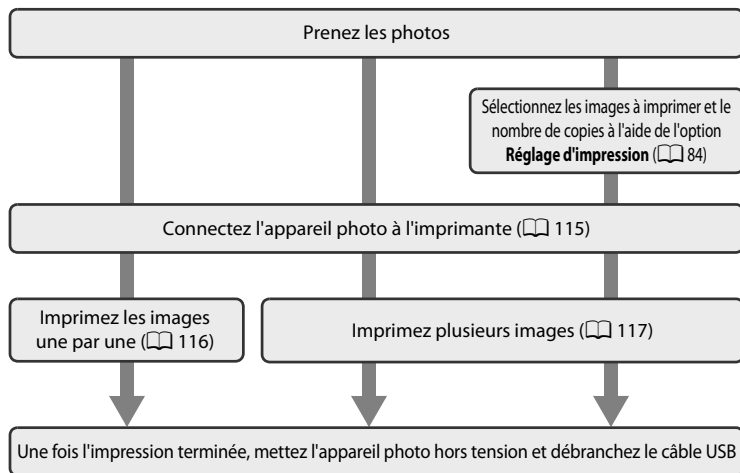 Prenez les photos
Sélectionnez les images à imprimer et le
nombre de copies à l'aide de l'option
Réglage d'impression (📖 84)
Connectez l'appareil photo à l'imprimante (📖 115)
Imprimez les images
une par une (📖 116)
Imprimez plusieurs images (📖 117)
Une fois l'impression terminée, mettez l'appareil photo hors tension et débranchez le câble USB